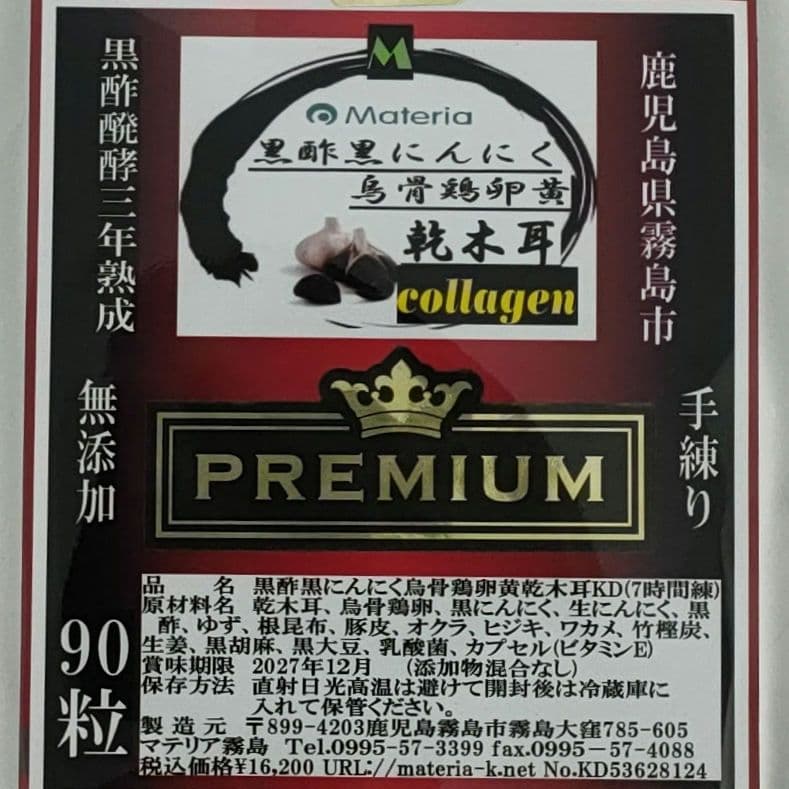 M
Materia
黒酢黒にんにく
烏骨鶏卵黄
乾木耳
collagen
鹿児島県霧島市
黒酢醗酵三年熟成
手練り
無添加
PREMIUM
90
粒
品　名 黒酢黒にんにく烏骨鶏卵黄乾木耳KD(7時間練)
原材料名 乾木耳、烏骨鶏卵、黒にんにく、生にんにく、黒
酢、ゆず、根昆布、豚皮、オクラ、ヒジキ、ワカメ、竹樫炭、
生姜、黒胡麻、黒大豆、乳酸菌、カプセル(ビタミンE)
賞味期限 2027年12月 (添加物混合なし)
保存方法 直射日光高温は避けて開封後は冷蔵庫に
入れて保管ください。
製造元 〒899-4203鹿児島霧島市霧島大窪785-605
マテリア霧島 Tel.0995-57-3399 fax.0995－57-4088
税込価格¥16,200 URL://materia-k.net No.KD53628124